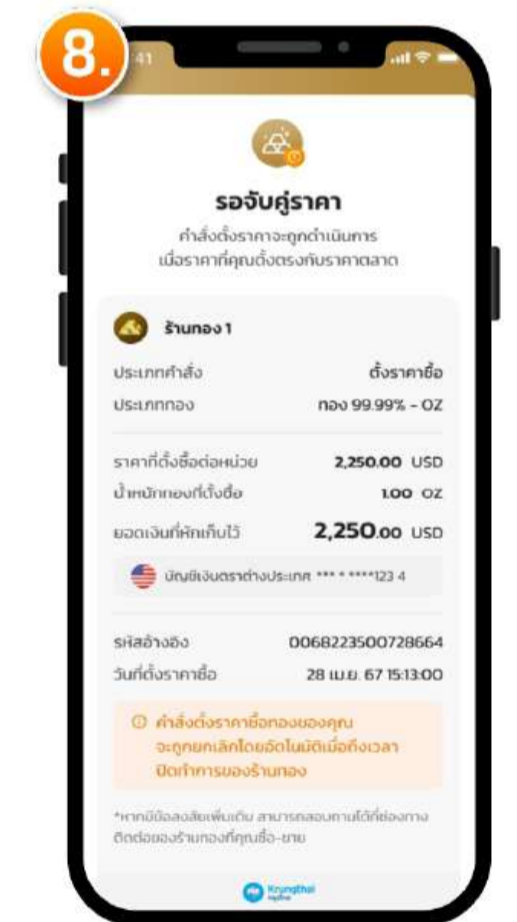 8.
41
รอจับคู่ราคา
คำสั่งตั้งราคาจะถูกดำเนินการ
เมื่อราคาที่คุณตั้งตรงกับราคาตลาด
ร้านทอง 1
ประเภทคำสั่ง ตั้งราคาซื้อ
ประเภททอง ทอง 99.99% - OZ
ราคาที่ตั้งซื้อต่อหน่วย 2,250.00 USD
น้ำหนักทองที่ตั้งซื้อ 1.00 OZ
ยอดเงินที่หักเก็บไว้ 2,250.00 USD
บัญชีเงินตราต่างประเทศ *** * ****123 4
รหัสอ้างอิง 0068223500728664
วันที่ตั้งราคาซื้อ 28 เม.ย. 67 15:13:00
คำสั่งตั้งราคาซื้อทองของคุณ
จะถูกยกเลิกโดยอัตโนมัติเมื่อถึงเวลา
ปิดทำการของร้านทอง
*หากมีข้อสงสัยเพิ่มเติม สามารถสอบถามได้ที่ช่องทาง
ติดต่อของร้านทองที่คุณซื้อ-ขาย
Krungthai
กรุงไทย